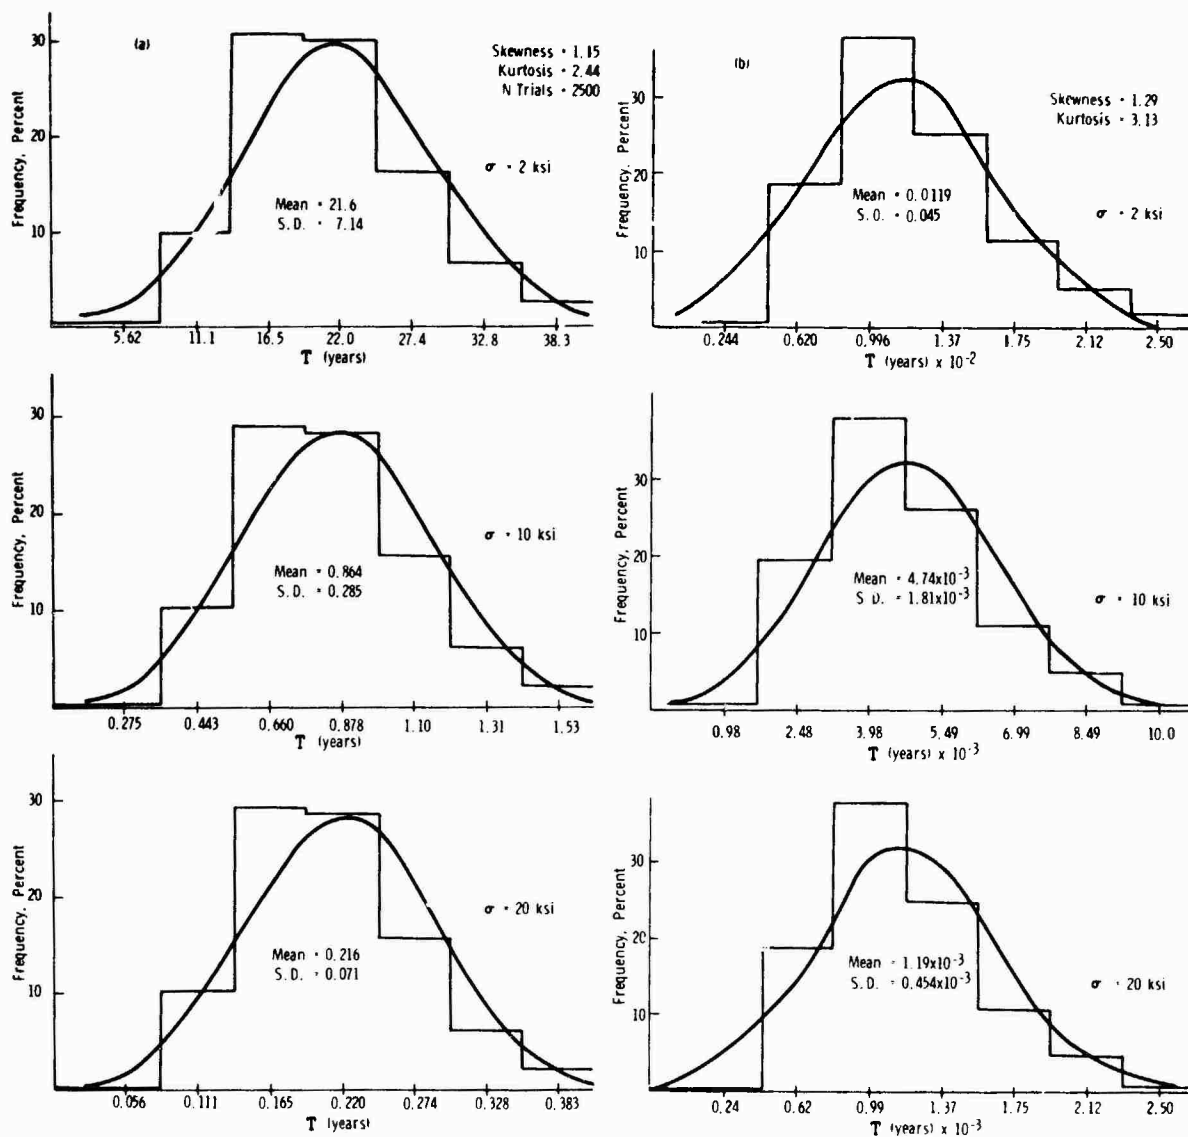 (a)
Skewness = 1.15
Kurtosis = 2.44
N Trials = 2500
σ = 2 ksi
Mean = 21.6
S.D. = 7.14
Frequency, Percent
30
20
10
5.62 11.1 16.5 22.0 27.4 32.8 38.3
T (years)
(b)
Skewness = 1.29
Kurtosis = 3.13
σ = 2 ksi
Mean = 0.0119
S.D. = 0.045
Frequency, Percent
30
20
10
0.244 0.620 0.996 1.37 1.75 2.12 2.50
T (years) x 10-2
Frequency, Percent
30
20
10
σ = 10 ksi
Mean = 0.864
S.D. = 0.285
0.275 0.443 0.660 0.878 1.10 1.31 1.53
T (years)
Frequency, Percent
30
20
10
σ = 10 ksi
Mean = 4.74x10-3
S.D. = 1.81x10-3
0.98 2.48 3.98 5.49 6.99 8.49 10.0
T (years) x 10-3
Frequency, Percent
30
20
10
σ = 20 ksi
Mean = 0.216
S.D. = 0.071
0.056 0.111 0.165 0.220 0.274 0.328 0.383
T (years)
Frequency, Percent
30
20
10
σ = 20 ksi
Mean = 1.19x10-3
S.D. = 0.454x10-3
0.24 0.62 0.99 1.37 1.75 2.12 2.50
T (years) x 10-3